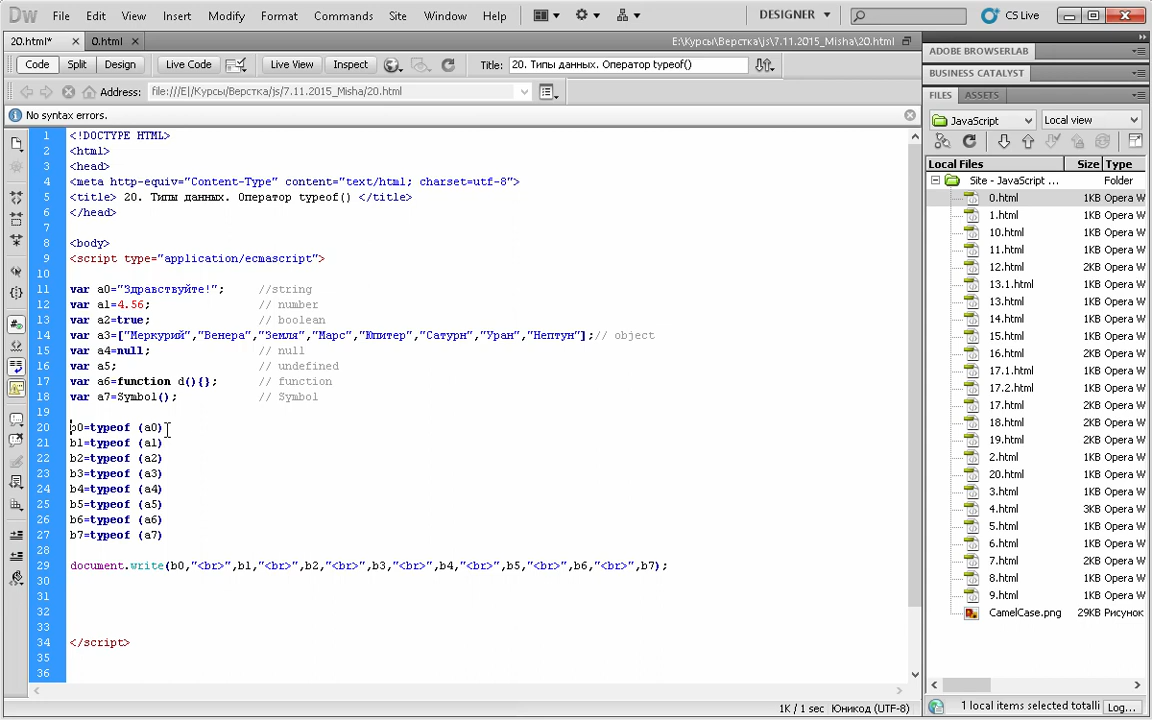 Dw File Edit View Insert Modify Format Commands Site Window Help DESIGNER CS Live
20.html* 0.html E:\Курсы\Верстка\js\7.11.2015_Misha\20.html
Code Split Design Live Code Live View Inspect Title: 20. Типы данных. Оператор typeof()
Address: file:///E|/Курсы/Верстка/js/7.11.2015_Misha/20.html
No syntax errors.
1 <!DOCTYPE HTML>
2 <html>
3 <head>
4 <meta http-equiv="Content-Type" content="text/html; charset=utf-8">
5 <title> 20. Типы данных. Оператор typeof() </title>
6 </head>
7
8 <body>
9 <script type="application/ecmascript">
10
11 var a0="Здравствуйте!"; //string
12 var a1=4.56; // number
13 var a2=true; // boolean
14 var a3=["Меркурий","Венера","Земля","Марс","Юпитер","Сатурн","Уран","Нептун"];// object
15 var a4=null; // null
16 var a5; // undefined
17 var a6=function d(){}; // function
18 var a7=Symbol(); // Symbol
19
20 b0=typeof (a0)
21 b1=typeof (a1)
22 b2=typeof (a2)
23 b3=typeof (a3)
24 b4=typeof (a4)
25 b5=typeof (a5)
26 b6=typeof (a6)
27 b7=typeof (a7)
28
29 document.write(b0,"<br>",b1,"<br>",b2,"<br>",b3,"<br>",b4,"<br>",b5,"<br>",b6,"<br>",b7);
30
31
32
33
34 </script>
35
36
1K / 1 sec Юникод (UTF-8)
ADOBE BROWSERLAB
BUSINESS CATALYST
FILES ASSETS
JavaScript Local view
Local Files Size Type
Site - JavaScript ... Folder
0.html 1KB Opera W
1.html 1KB Opera W
10.html 1KB Opera W
11.html 1KB Opera W
12.html 2KB Opera W
13.1.html 1KB Opera W
13.html 1KB Opera W
14.html 1KB Opera W
15.html 1KB Opera W
16.html 2KB Opera W
17.1.html 1KB Opera W
17.2.html 1KB Opera W
17.html 2KB Opera W
18.html 2KB Opera W
19.html 2KB Opera W
2.html 1KB Opera W
20.html 1KB Opera W
3.html 1KB Opera W
4.html 3KB Opera W
5.html 1KB Opera W
6.html 1KB Opera W
7.html 1KB Opera W
8.html 1KB Opera W
9.html 1KB Opera W
CamelCase.png 29KB Рисунок
1 local items selected totalli Log...